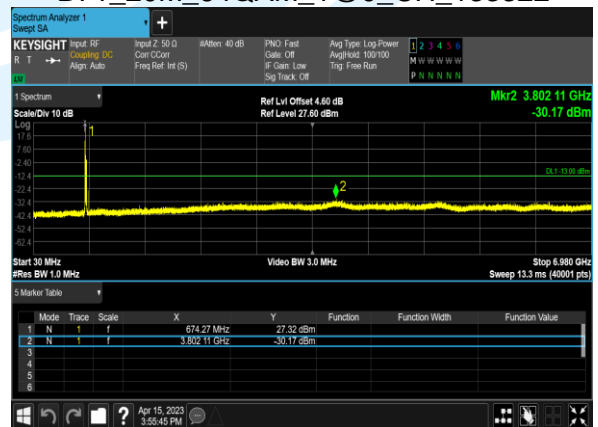 Spectrum Analyzer 1
Swept SA
+
KEYSIGHT
R T
LW
Input: RF
Coupling: DC
Align: Auto
Input Z: 50 Ω
Corr CCorr
Freq Ref: Int (S)
#Atten: 40 dB
PNO: Fast
Gate: Off
IF Gain: Low
Sig Track: Off
Avg Type: Log-Power
Avg|Hold: 100/100
Trig: Free Run
1 2 3 4 5 6
M W W W W W
P N N N N N
1 Spectrum
Scale/Div 10 dB
Ref Lvl Offset 4.60 dB
Ref Level 27.60 dBm
Mkr2 3.802 11 GHz
-30.17 dBm
Log
17.6
7.60
-2.40
-12.4
-22.4
-32.4
-42.4
-52.4
-62.4
1
2
DL1 -13.00 dBm
Start 30 MHz
#Res BW 1.0 MHz
Video BW 3.0 MHz
Stop 6.980 GHz
Sweep 13.3 ms (40001 pts)
5 Marker Table
Mode Trace Scale X Y Function Function Width Function Value
1 N 1 f 674.27 MHz 27.32 dBm
2 N 1 f 3.802 11 GHz -30.17 dBm
3
4
5
6
?
Apr 15, 2023
3:55:45 PM